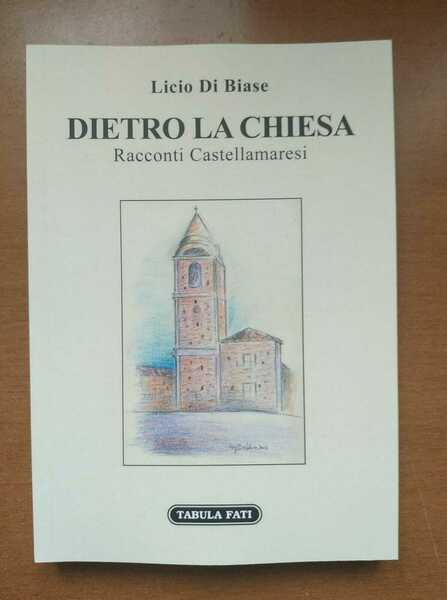 Licio Di Biase
DIETRO LA CHIESA
Racconti Castellamaresi
TABULA FATI